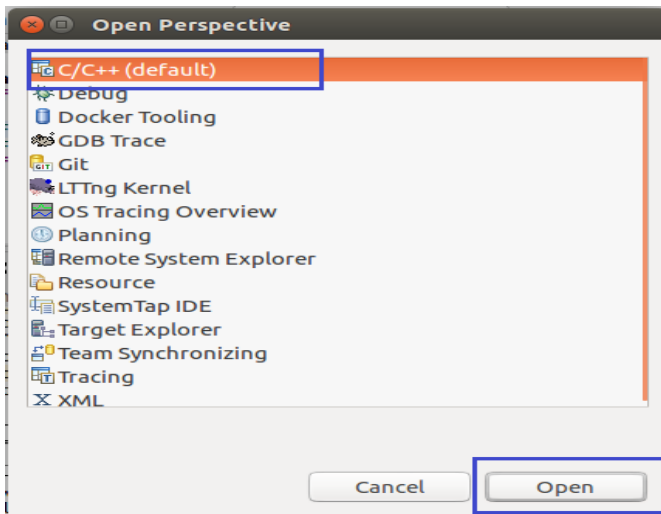 Open Perspective
C/C++ (default)
Debug
Docker Tooling
GDB Trace
Git
LTTng Kernel
OS Tracing Overview
Planning
Remote System Explorer
Resource
SystemTap IDE
Target Explorer
Team Synchronizing
Tracing
XML
Cancel Open